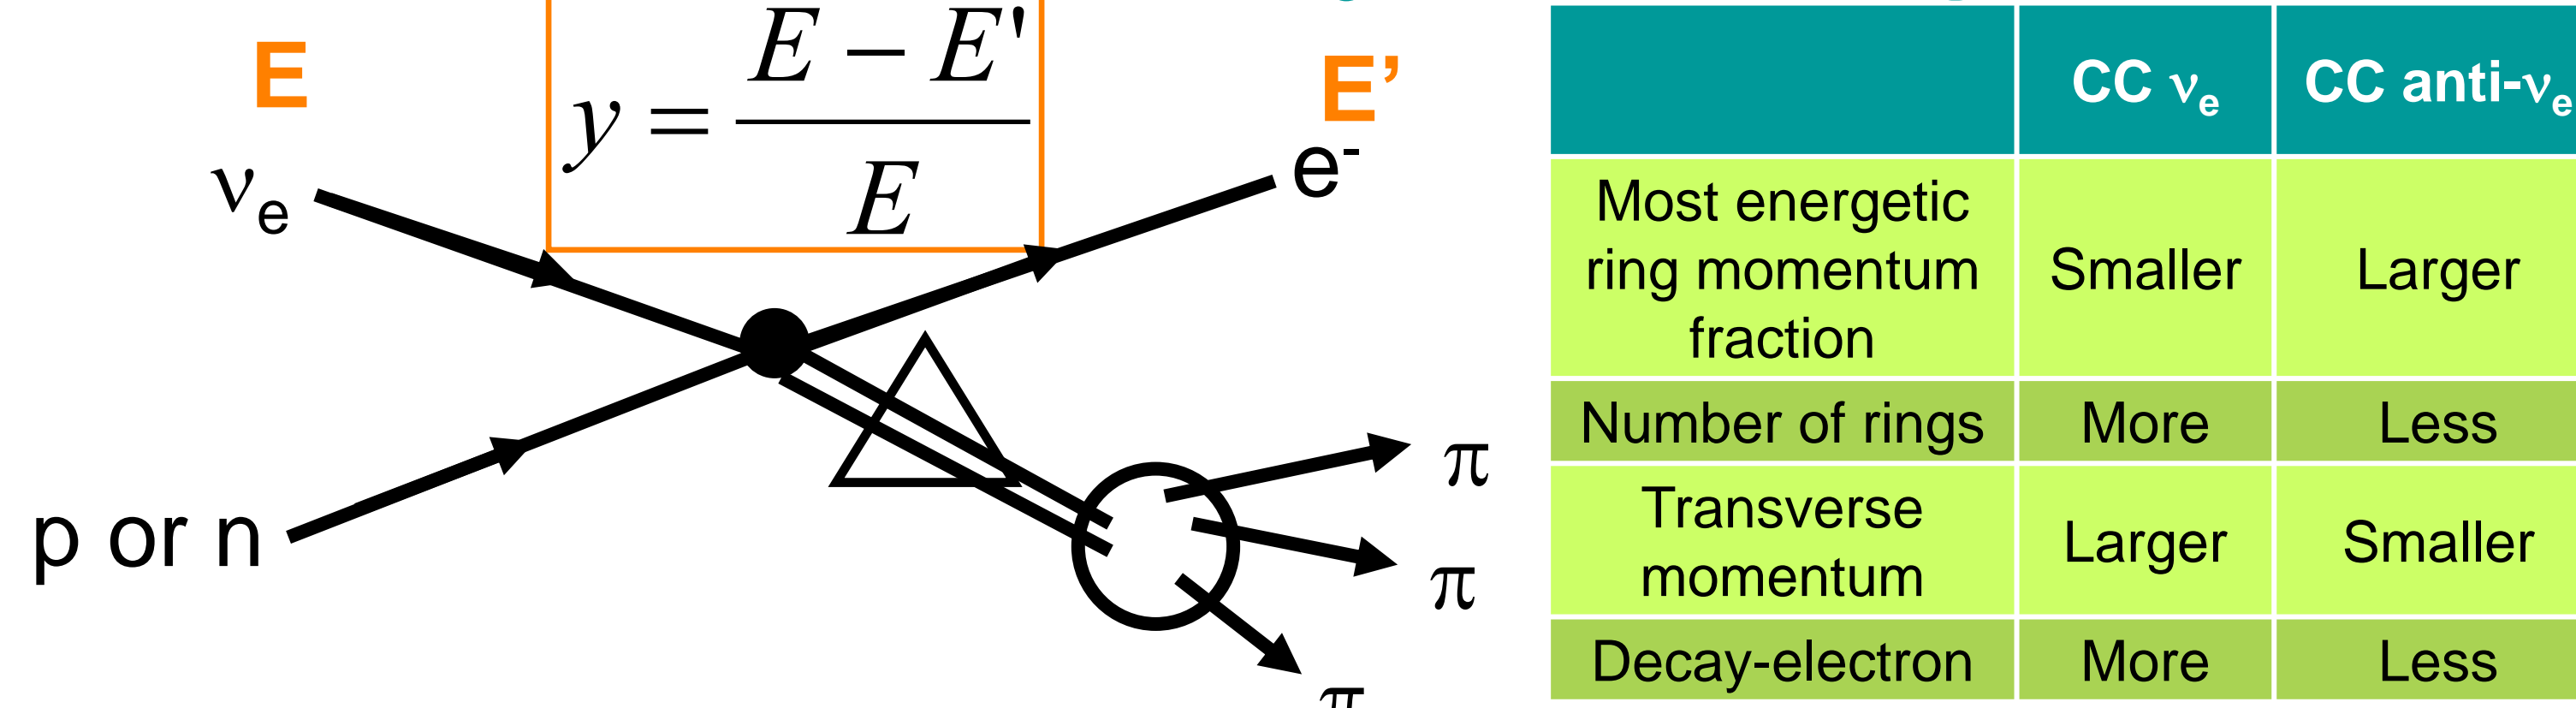 E
y = (E − E') / E
E’
νe
e-
p or n
π
π
π
CC νe CC anti-νe
Most energetic
ring momentum
fraction
Smaller Larger
Number of rings More Less
Transverse
momentum
Larger Smaller
Decay-electron More Less